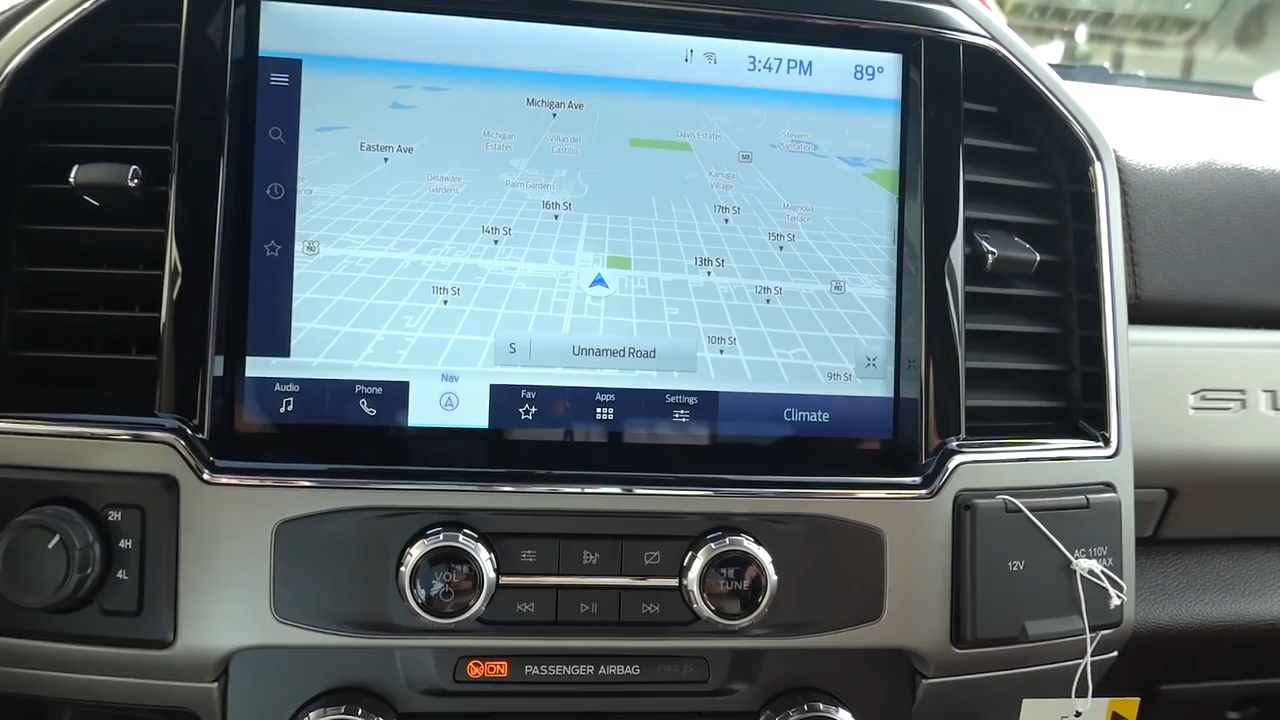 3:47 PM 89°
Michigan Ave
Michigan
Estates
Villas del
Castillo
Davis Estates
Stevens
Plantation
Eastern Ave
Delaware
Gardens
Palm Gardens
Kanuga
Village
Magnolia
Terrace
16th St
17th St
14th St
15th St
192
13th St
11th St
12th St
192
10th St
S Unnamed Road
9th St
Audio
Phone
Nav
Fav
Apps
Settings
Climate
2H
4H
4L
VOL
TUNE
12V
AC 110V
ON PASSENGER AIRBAG OFF